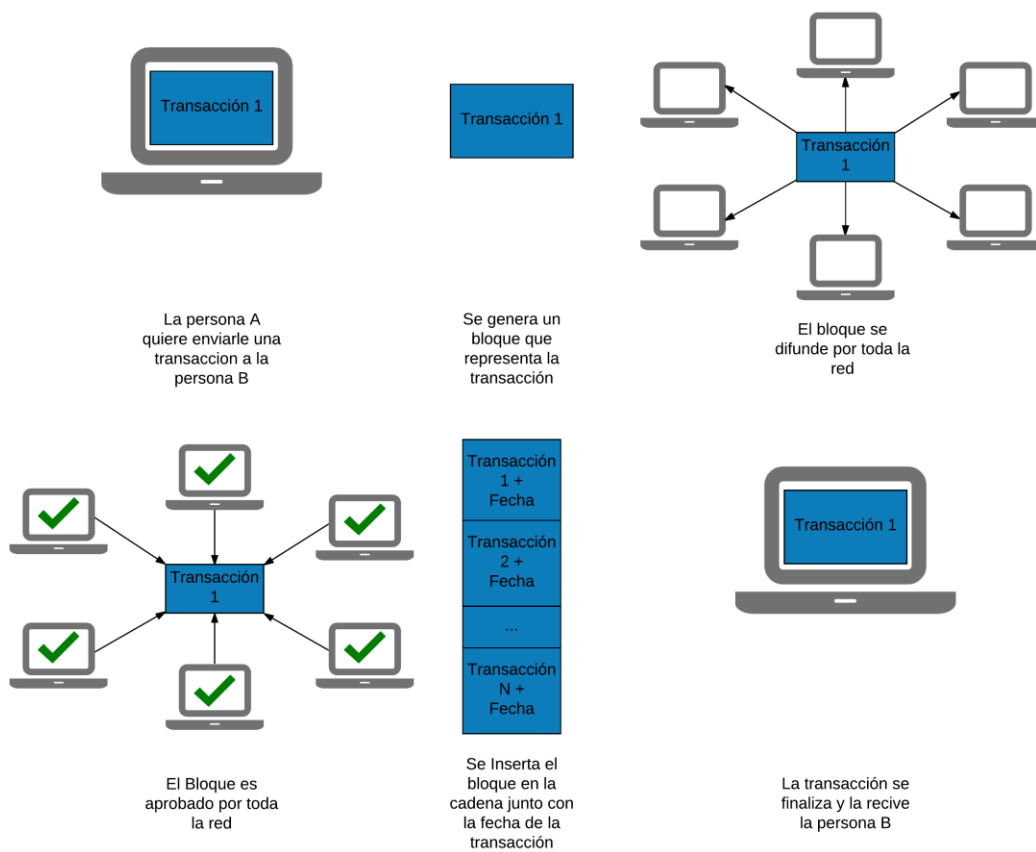 Transacción 1
La persona A
quiere enviarle una
transaccion a la
persona B
Transacción 1
Se genera un
bloque que
representa la
transacción
Transacción
1
El bloque se
difunde por toda la
red
Transacción
1
El Bloque es
aprobado por toda
la red
Transacción
1 +
Fecha
Transacción
2 +
Fecha
...
Transacción
N +
Fecha
Se Inserta el
bloque en la
cadena junto con
la fecha de la
transacción
Transacción 1
La transacción se
finaliza y la recive
la persona B